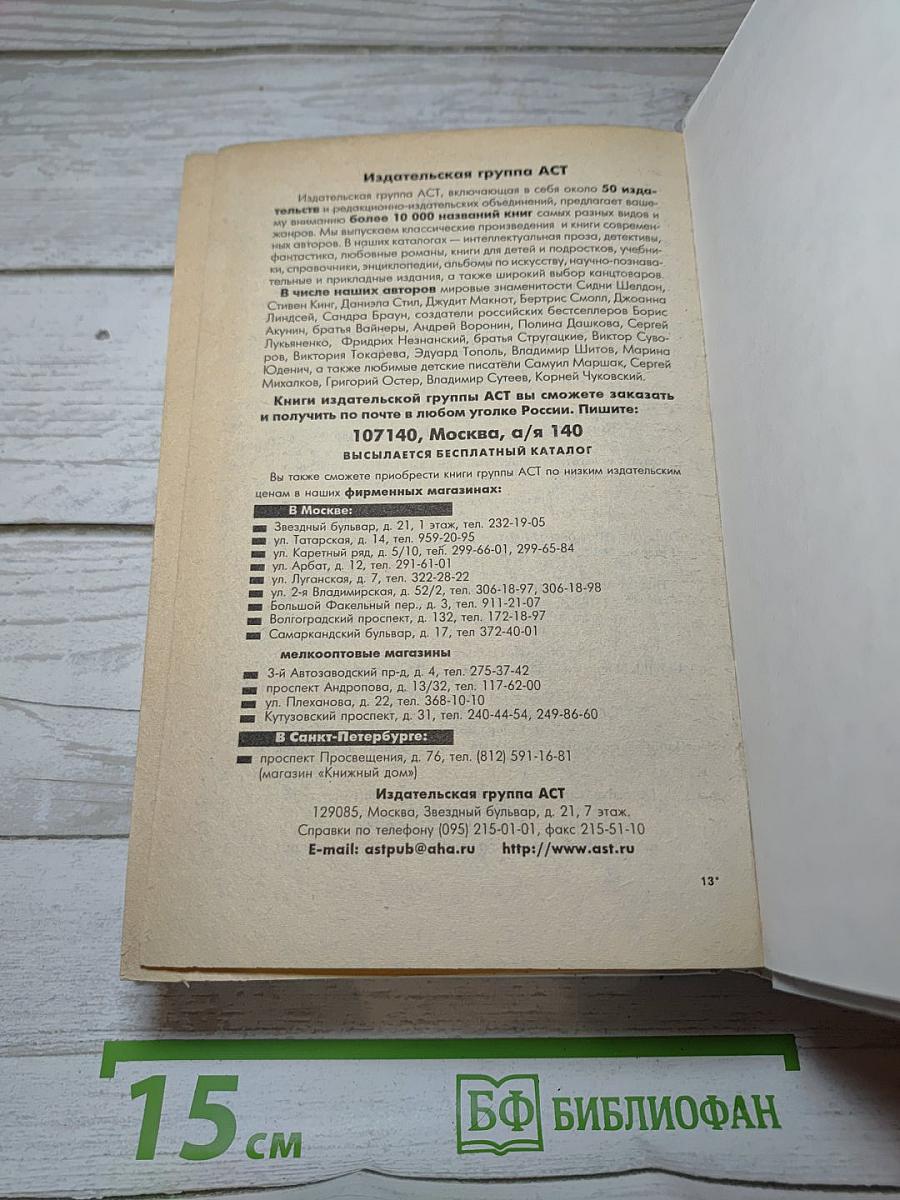 Издательская группа АСТ
Издательская группа АСТ, включающая в себя около 50 изда-
тельств и редакционно-издательских объединений, предлагает ваше-
му вниманию более 10 000 названий книг самых разных видов и
жанров. Мы выпускаем классические произведения и книги современ-
ных авторов. В наших каталогах — интеллектуальная проза, детективы,
фантастика, любовные романы, книги для детей и подростков, учебни-
ки, справочники, энциклопедии, альбомы по искусству, научно-познава-
тельные и прикладные издания, а также широкий выбор канцтоваров.
В числе наших авторов мировые знаменитости Сидни Шелдон,
Стивен Кинг, Даниэла Стил, Джудит Макнот, Бертрис Смолл, Джоанна
Линдсей, Сандра Браун, создатели российских бестселлеров Борис
Акунин, братья Вайнеры, Андрей Воронин, Полина Дашкова, Сергей
Лукьяненко, Фридрих Незнанский, братья Стругацкие, Виктор Суво-
ров, Виктория Токарева, Эдуард Тополь, Владимир Шитов, Марина
Юденич, а также любимые детские писатели Самуил Маршак, Сергей
Михалков, Григорий Остер, Владимир Сутеев, Корней Чуковский.
Книги издательской группы АСТ вы сможете заказать
и получить по почте в любом уголке России. Пишите:
107140, Москва, а/я 140
ВЫСЫЛАЕТСЯ БЕСПЛАТНЫЙ КАТАЛОГ
Вы также сможете приобрести книги группы АСТ по низким издательским
ценам в наших фирменных магазинах:
В Москве:
Звездный бульвар, д. 21, 1 этаж, тел. 232-19-05
ул. Татарская, д. 14, тел. 959-20-95
ул. Каретный ряд, д. 5/10, тел. 299-66-01, 299-65-84
ул. Арбат, д. 12, тел. 291-61-01
ул. Луганская, д. 7, тел. 322-28-22
ул. 2-я Владимирская, д. 52/2, тел. 306-18-97, 306-18-98
Большой Факельный пер., д. 3, тел. 911-21-07
Волгоградский проспект, д. 132, тел. 172-18-97
Самаркандский бульвар, д. 17, тел 372-40-01
мелкооптовые магазины
3-й Автозаводский пр-д, д. 4, тел. 275-37-42
проспект Андропова, д. 13/32, тел. 117-62-00
ул. Плеханова, д. 22, тел. 368-10-10
Кутузовский проспект, д. 31, тел. 240-44-54, 249-86-60
В Санкт-Петербурге:
проспект Просвещения, д. 76, тел. (812) 591-16-81
(магазин «Книжный дом»)
Издательская группа АСТ
129085, Москва, Звездный бульвар, д. 21, 7 этаж.
Справки по телефону (095) 215-01-01, факс 215-51-10
E-mail: astpub@aha.ru http://www.ast.ru
13*
15 см
БФ БИБЛИОФАН